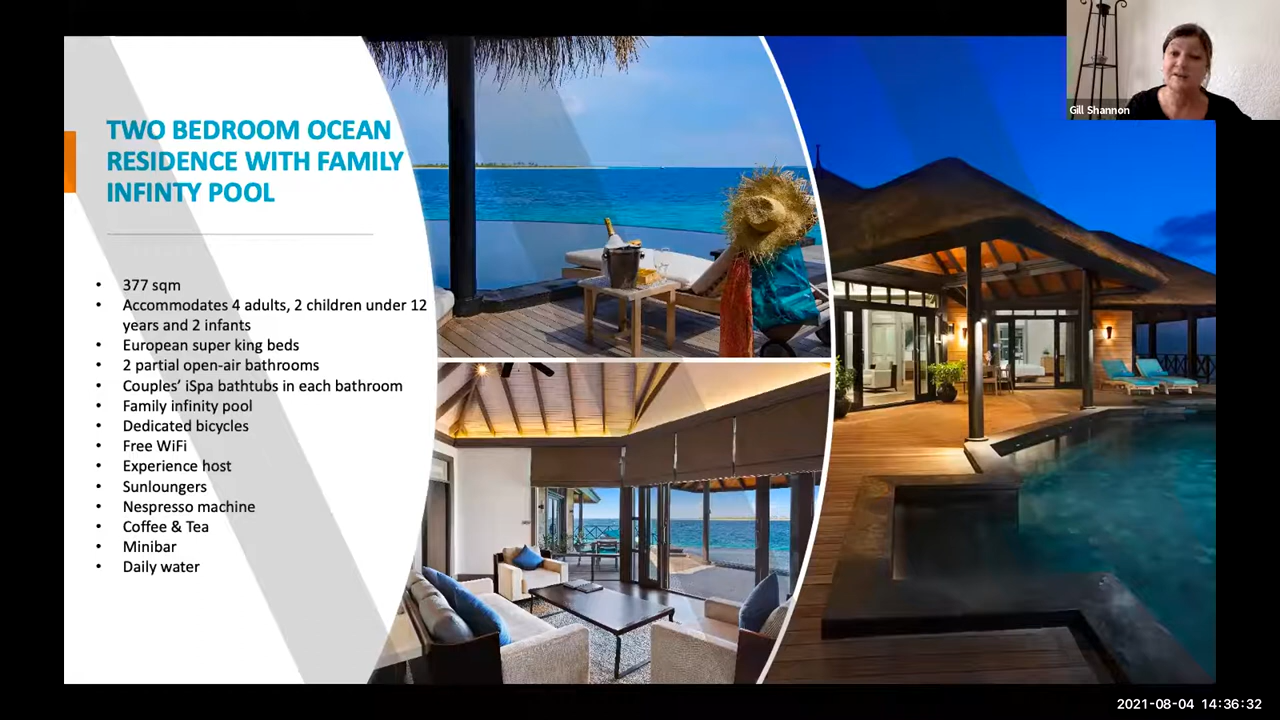 TWO BEDROOM OCEAN
RESIDENCE WITH FAMILY
INFINTY POOL
• 377 sqm
• Accommodates 4 adults, 2 children under 12
years and 2 infants
• European super king beds
• 2 partial open-air bathrooms
• Couples' iSpa bathtubs in each bathroom
• Family infinity pool
• Dedicated bicycles
• Free WiFi
• Experience host
• Sunloungers
• Nespresso machine
• Coffee & Tea
• Minibar
• Daily water
Gill Shannon
2021-08-04 14:36:32